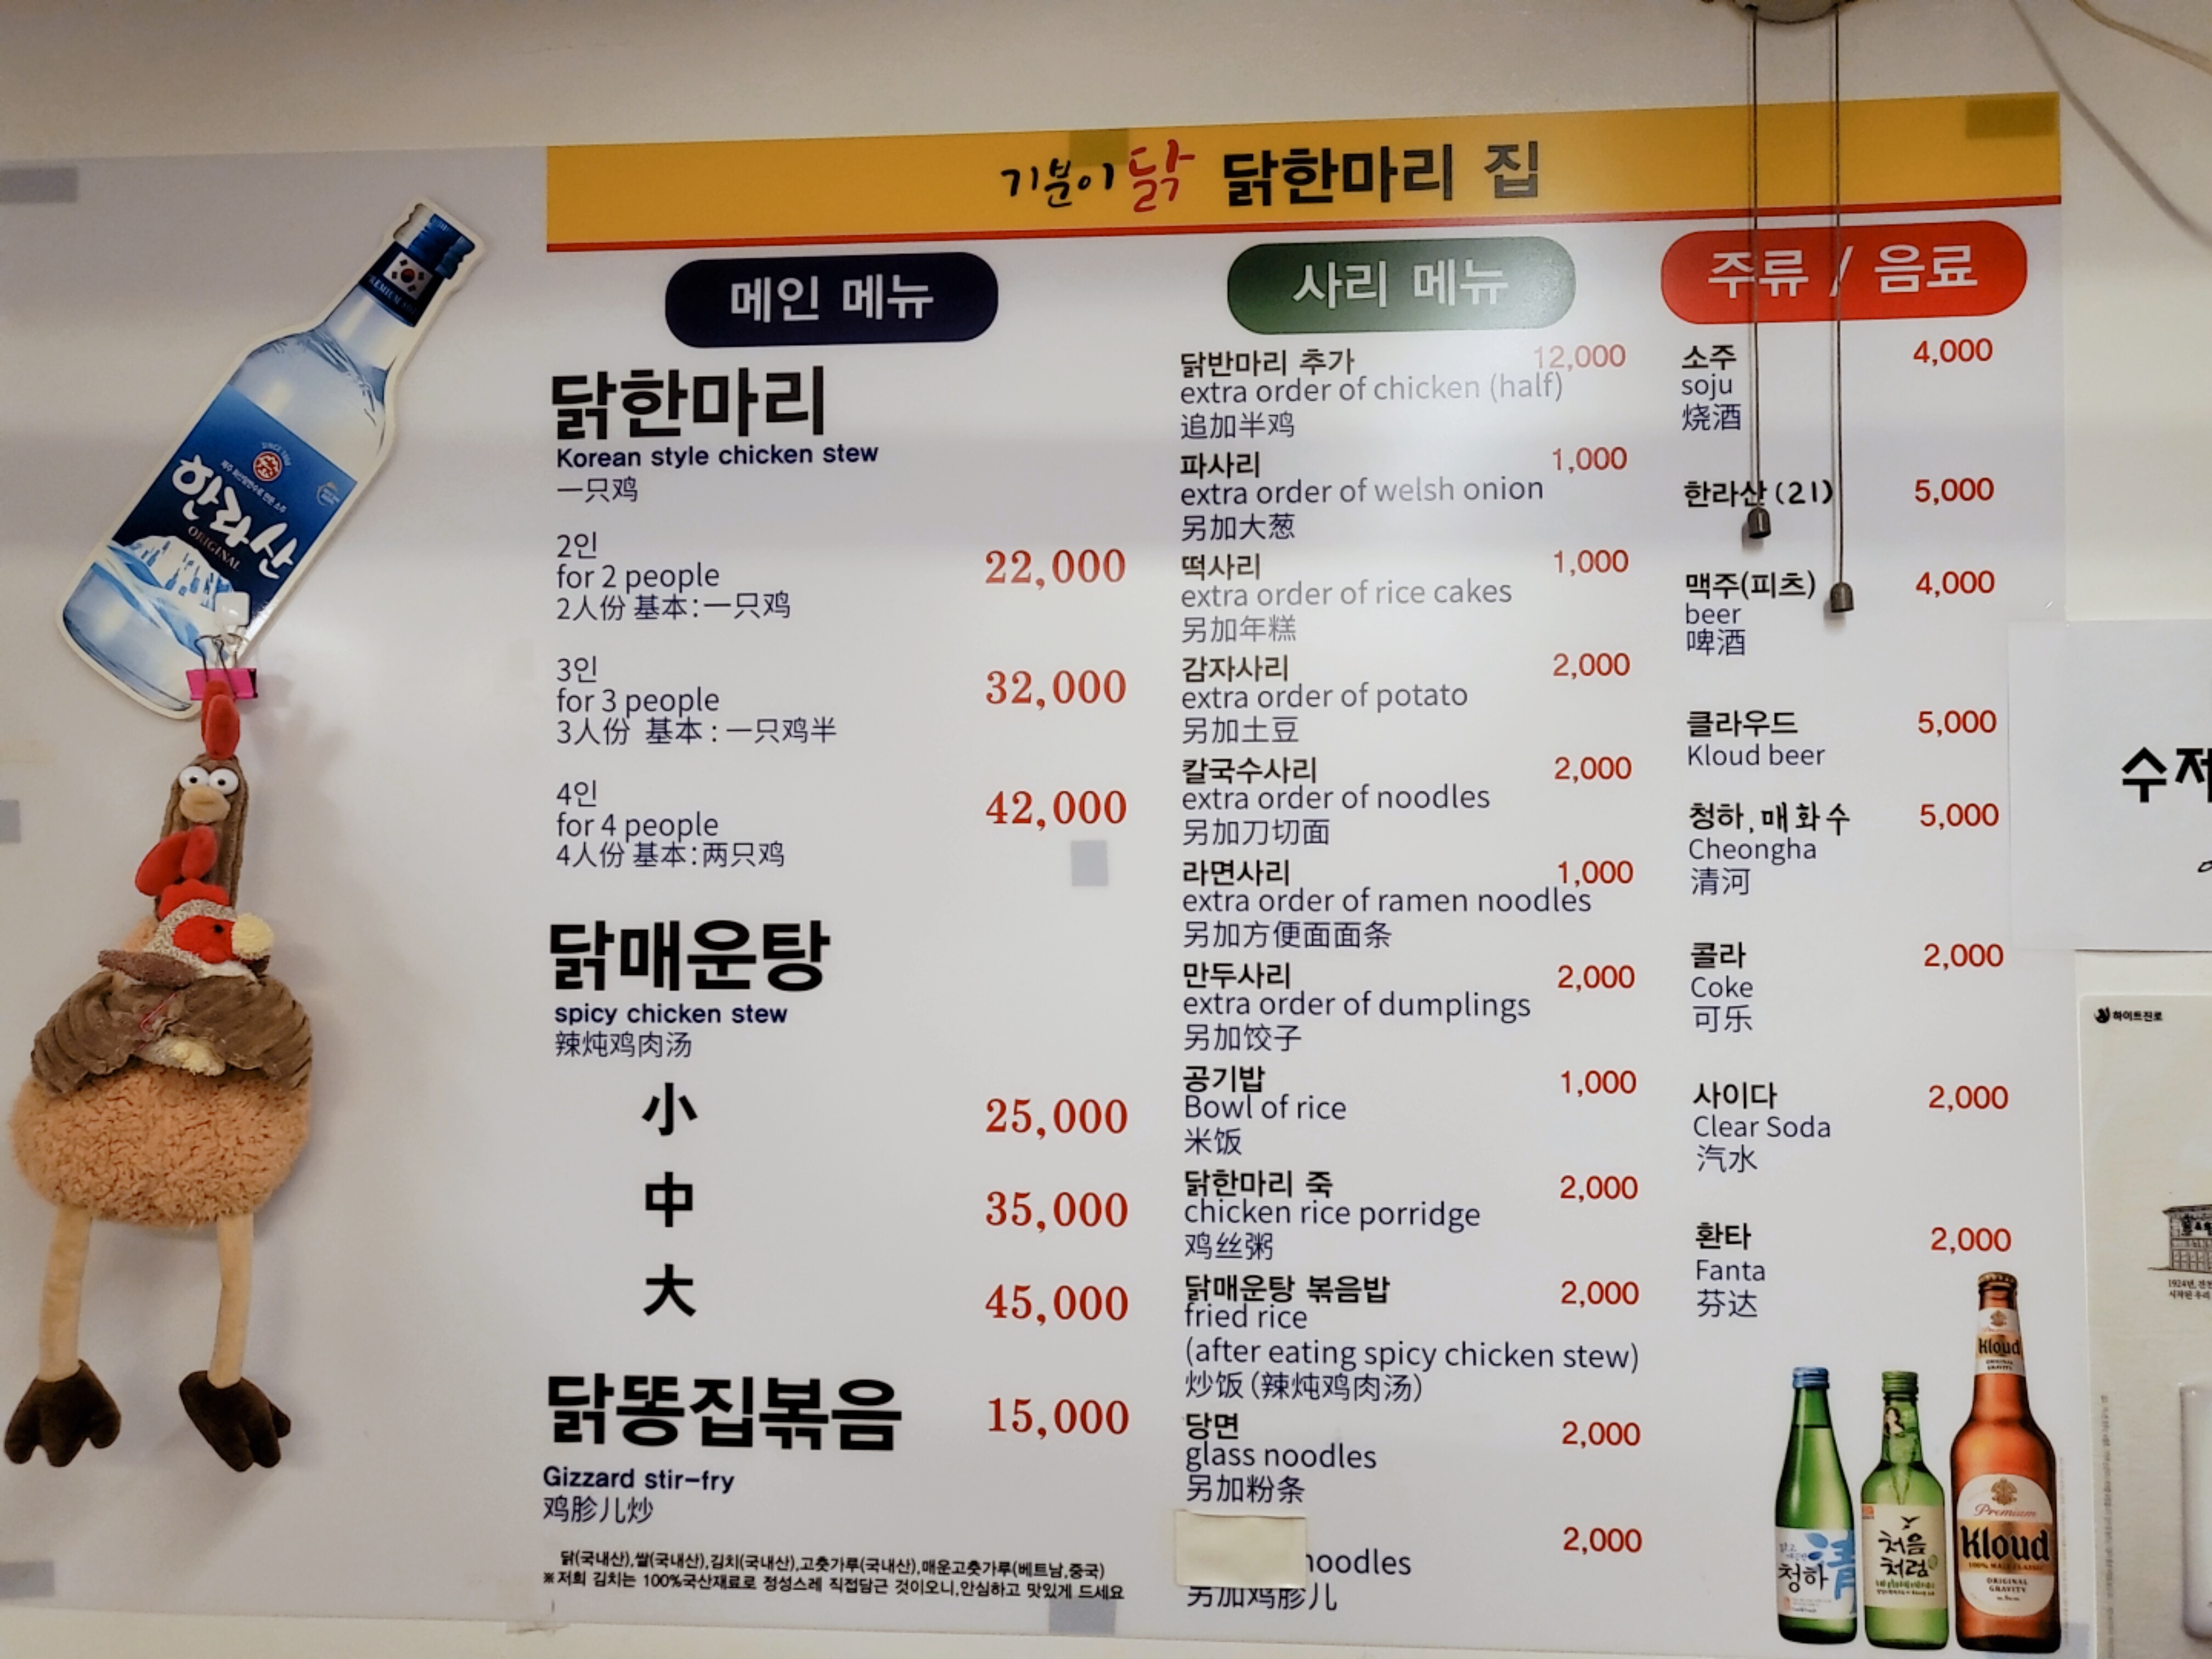 기분이 닭 닭한마리 집
메인 메뉴
닭한마리
Korean style chicken stew
一只鸡
2인
for 2 people 22,000
2人份 基本:一只鸡
3인
for 3 people 32,000
3人份 基本 : 一只鸡半
4인
for 4 people 42,000
4人份 基本:两只鸡
닭매운탕
spicy chicken stew
辣炖鸡肉汤
小 25,000
中 35,000
大 45,000
닭똥집볶음 15,000
Gizzard stir-fry
鸡胗儿炒
닭(국내산),쌀(국내산),김치(국내산),고춧가루(국내산),매운고춧가루(베트남,중국)
※저희 김치는 100%국산재료로 정성스레 직접담근 것이오니,안심하고 맛있게 드세요
사리 메뉴
닭반마리 추가 12,000
extra order of chicken (half)
追加半鸡
파사리 1,000
extra order of welsh onion
另加大葱
떡사리 1,000
extra order of rice cakes
另加年糕
감자사리 2,000
extra order of potato
另加土豆
칼국수사리 2,000
extra order of noodles
另加刀切面
라면사리 1,000
extra order of ramen noodles
另加方便面面条
만두사리 2,000
extra order of dumplings
另加饺子
공기밥 1,000
Bowl of rice
米饭
닭한마리 죽 2,000
chicken rice porridge
鸡丝粥
닭매운탕 볶음밥 2,000
fried rice
(after eating spicy chicken stew)
炒饭(辣炖鸡肉汤)
당면 2,000
glass noodles
另加粉条
noodles 2,000
另加鸡胗儿
주류 / 음료
소주 4,000
soju
烧酒
한라산(21) 5,000
맥주(피츠) 4,000
beer
啤酒
클라우드 5,000
Kloud beer
청하,매화수 5,000
Cheongha
清河
콜라 2,000
Coke
可乐
사이다 2,000
Clear Soda
汽水
환타 2,000
Fanta
芬达
한라산
ORIGINAL
청하
清
처음
처럼
Kloud
ORIGINAL
GRAVITY
Premium
Kloud
100% MALT CLASSIC
ORIGINAL
GRAVITY
수제
하이트진로